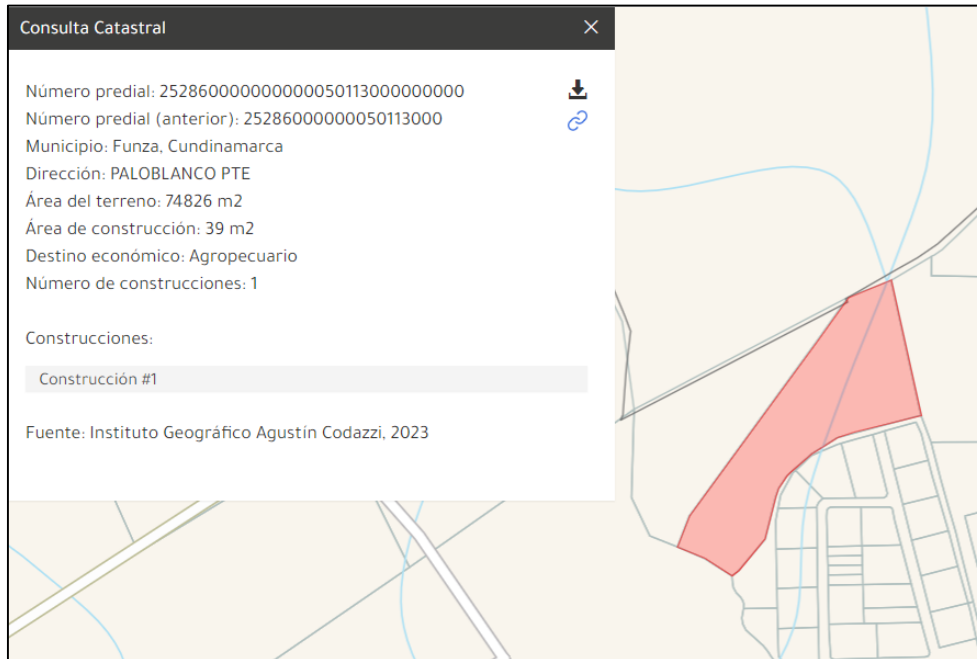 Consulta Catastral
Número predial: 252860000000000050113000000000
Número predial (anterior): 25286000000050113000
Municipio: Funza, Cundinamarca
Dirección: PALOBLANCO PTE
Área del terreno: 74826 m2
Área de construcción: 39 m2
Destino económico: Agropecuario
Número de construcciones: 1
Construcciones:
Construcción #1
Fuente: Instituto Geográfico Agustín Codazzi, 2023